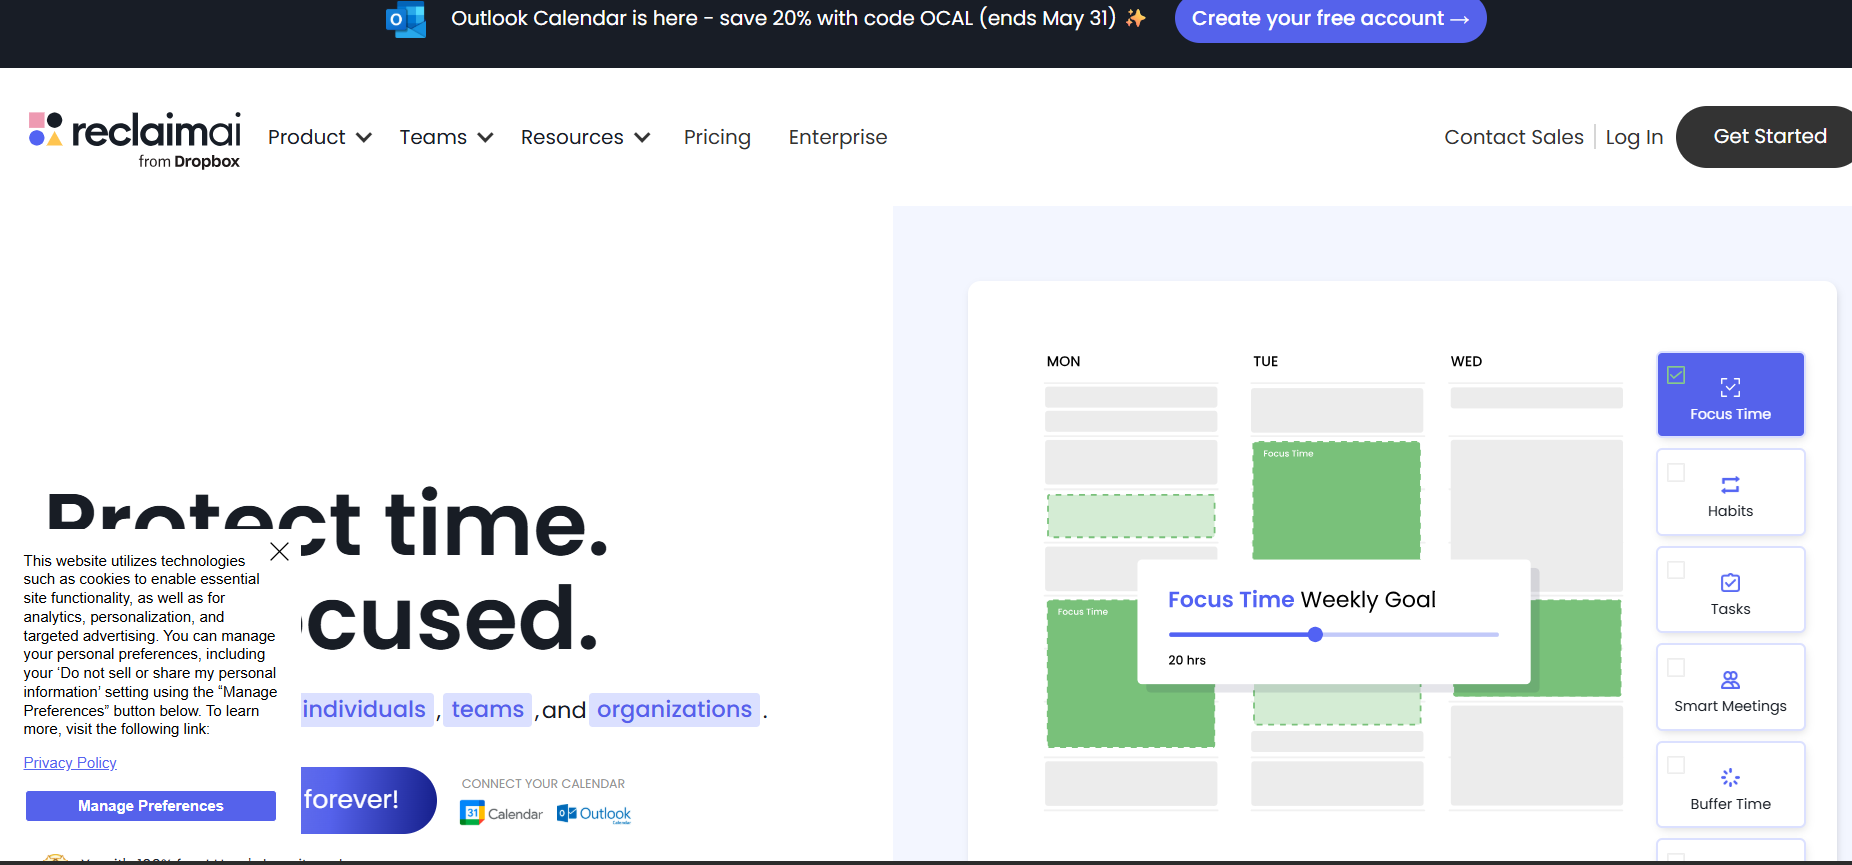 Outlook Calendar is here - save 20% with code OCAL (ends May 31) ✨
Create your free account →
reclaimai
from Dropbox
Product
Teams
Resources
Pricing
Enterprise
Contact Sales
Log In
Get Started
Protect time.
cused.
individuals, teams, and organizations.
forever!
CONNECT YOUR CALENDAR
31 Calendar
Outlook
Calendar
This website utilizes technologies
such as cookies to enable essential
site functionality, as well as for
analytics, personalization, and
targeted advertising. You can manage
your personal preferences, including
your ‘Do not sell or share my personal
information’ setting using the “Manage
Preferences” button below. To learn
more, visit the following link:
Privacy Policy
Manage Preferences
MON
TUE
WED
Focus Time
Focus Time
Focus Time Weekly Goal
20 hrs
Focus Time
Habits
Tasks
Smart Meetings
Buffer Time